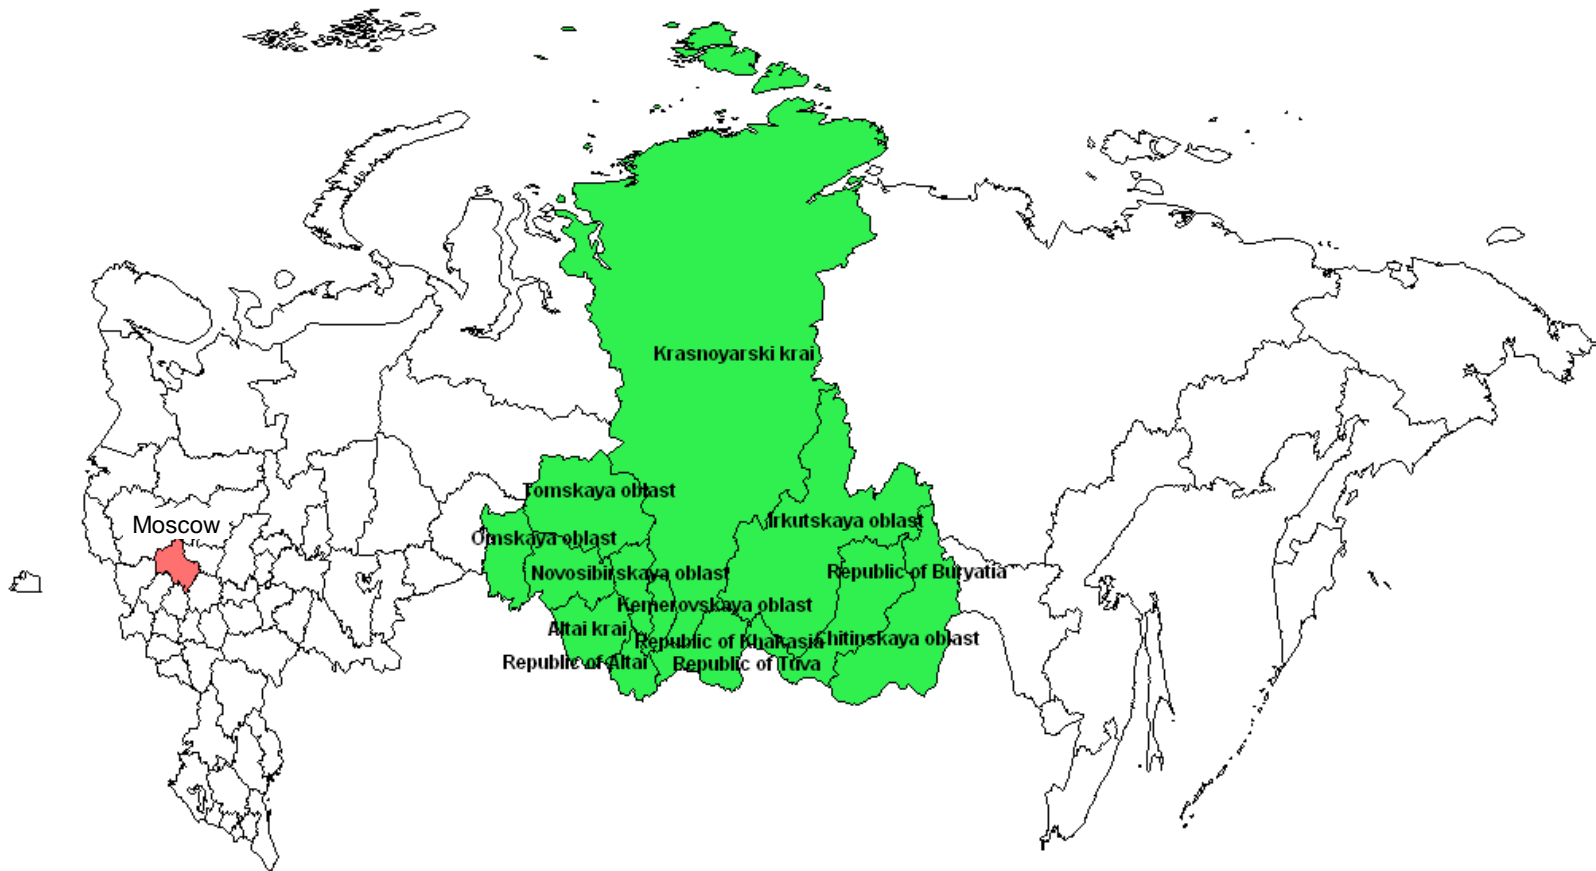 Krasnoyarski krai
Tomskaya oblast
Moscow
Irkutskaya oblast
Omskaya oblast
Novosibirskaya oblast
Republic of Buryatia
Kemerovskaya oblast
Altai krai
Republic of Khakasia
Chitinskaya oblast
Republic of Altai
Republic of Tuva